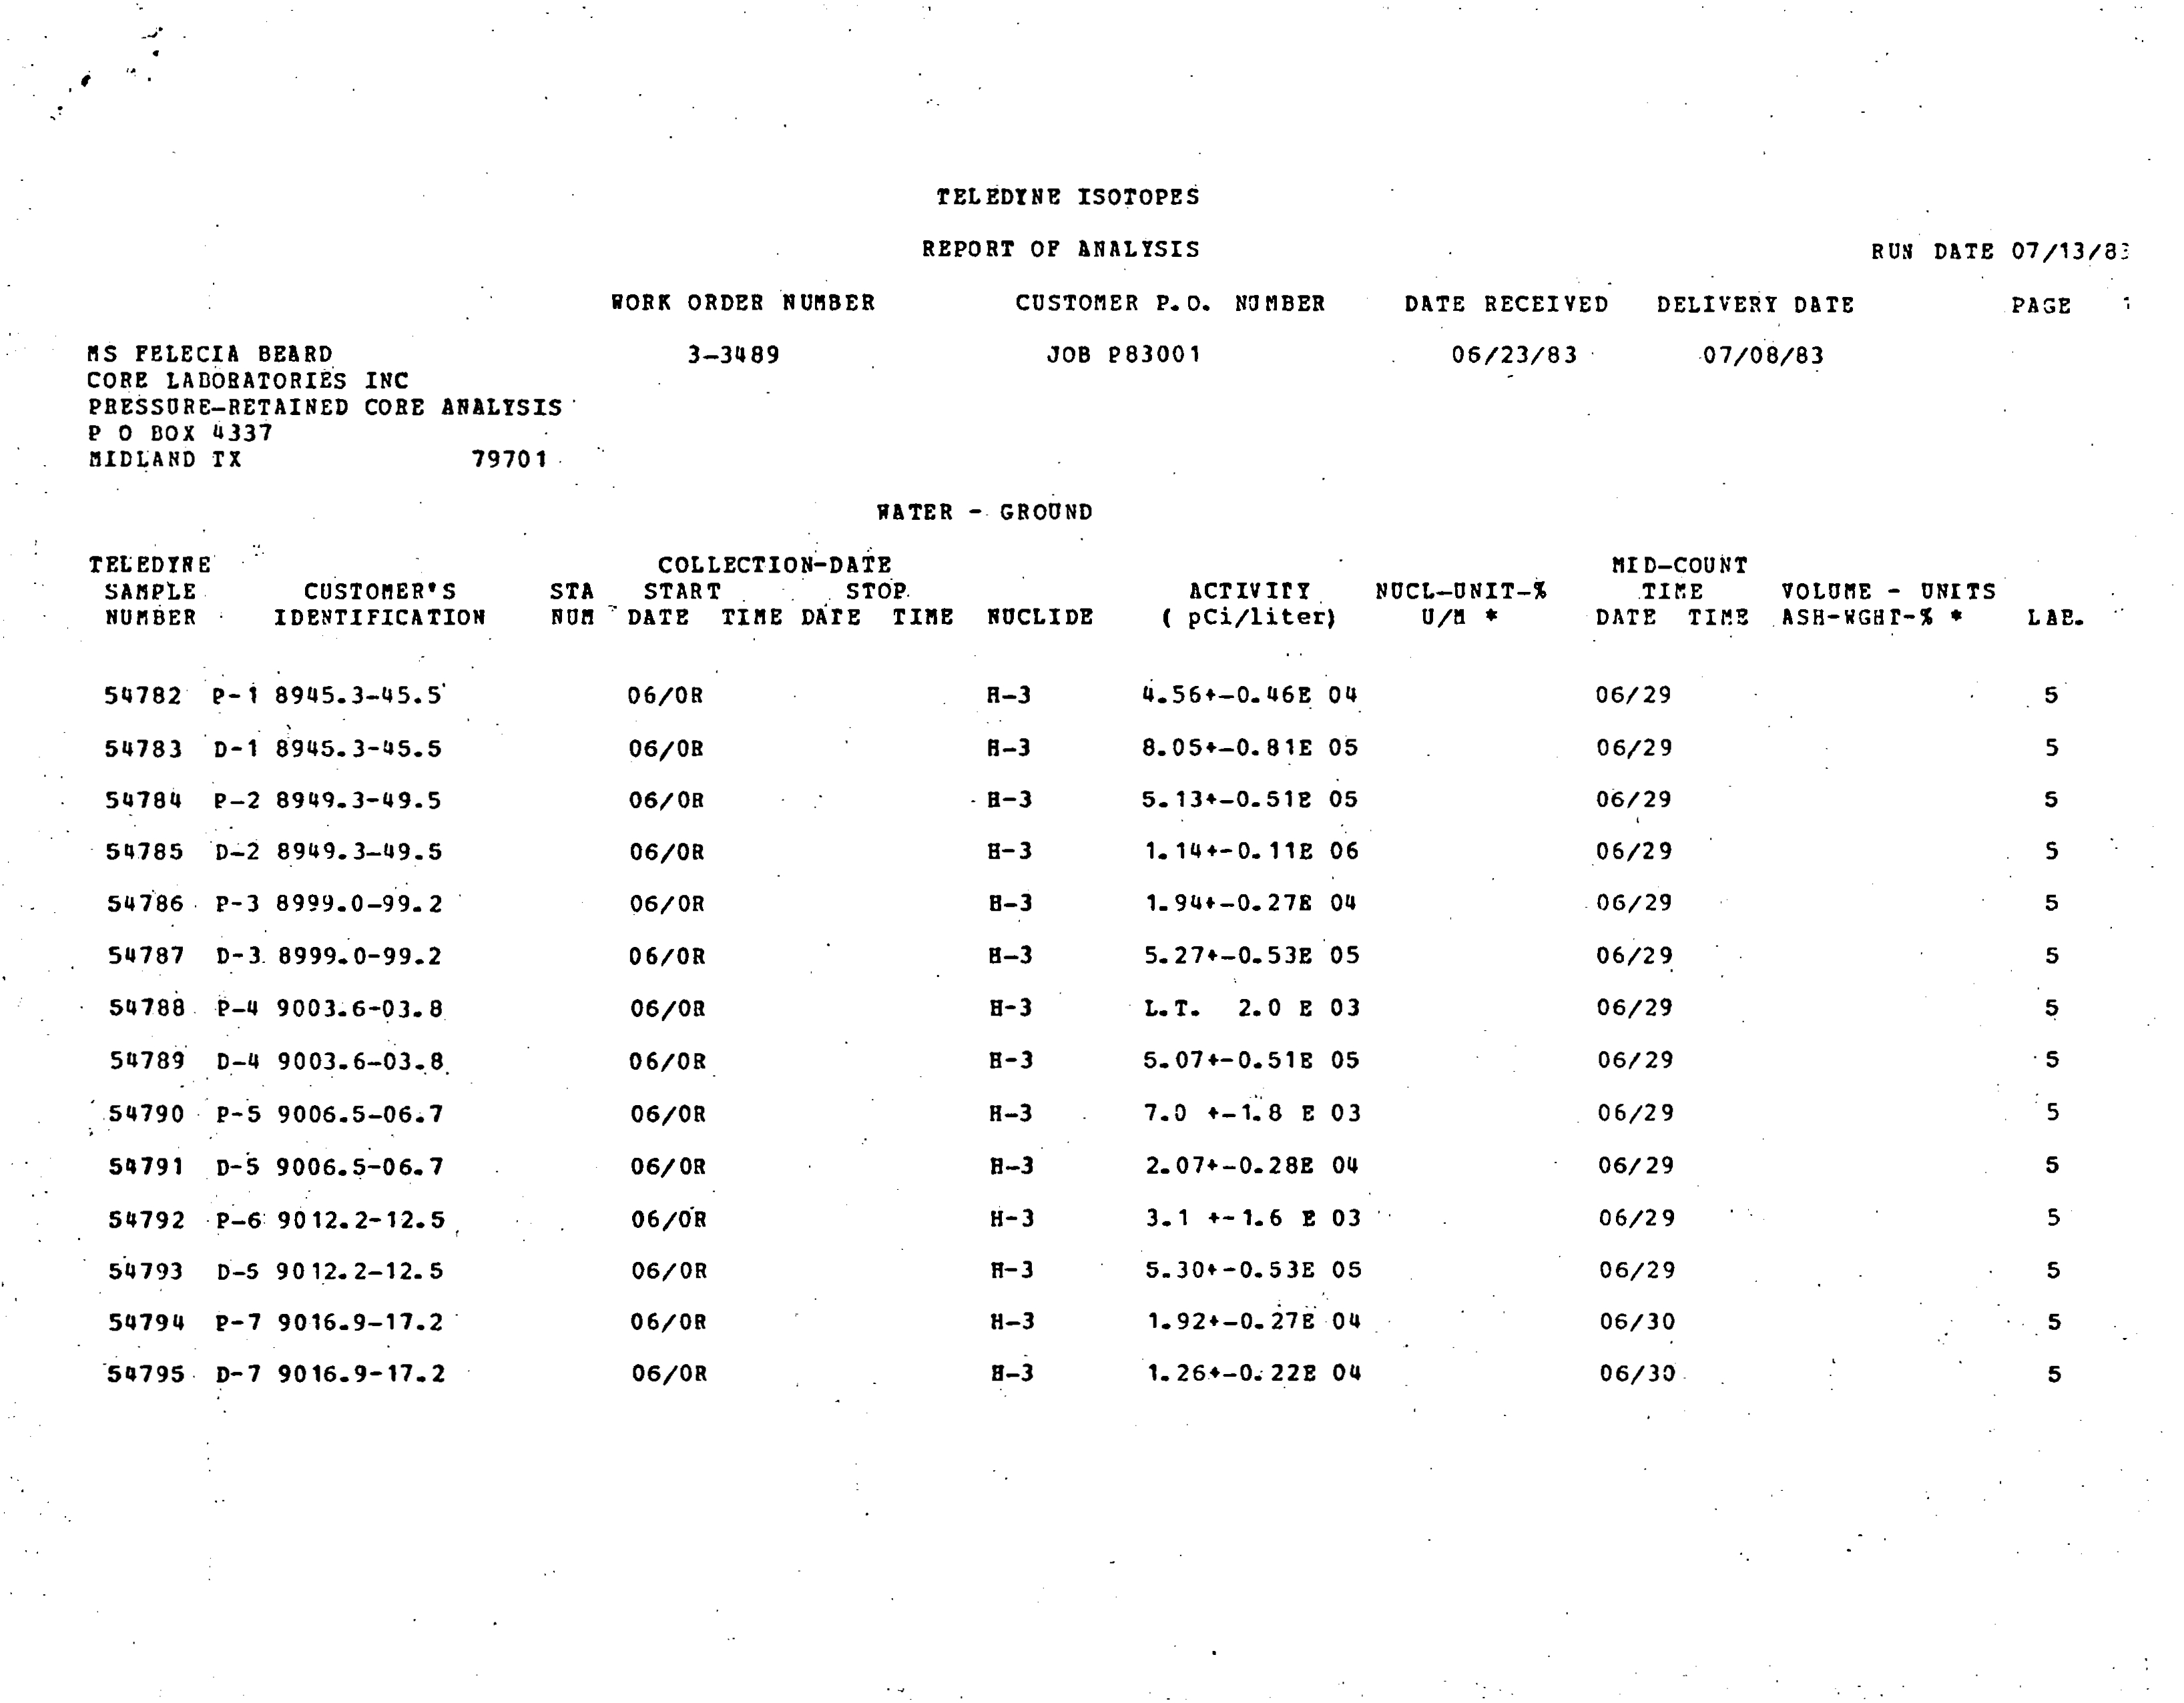 TELEDYNE ISOTOPES
REPORT OF ANALYSIS RUN DATE 07/13/83
WORK ORDER NUMBER CUSTOMER P.O. NUMBER DATE RECEIVED DELIVERY DATE PAGE 1
MS FELECIA BEARD 3-3489 JOB P83001 06/23/83 07/08/83
CORE LABORATORIES INC
PRESSURE-RETAINED CORE ANALYSIS
P O BOX 4337
MIDLAND TX 79701
WATER - GROUND
TELEDYNE COLLECTION-DATE MID-COUNT
SAMPLE CUSTOMER'S STA START STOP ACTIVITY NUCL-UNIT-% TIME VOLUME - UNITS
NUMBER IDENTIFICATION NUM DATE TIME DATE TIME NUCLIDE ( pCi/liter) U/M * DATE TIME ASH-WGHT-% * LAB.
54782 P-1 8945.3-45.5 06/0R H-3 4.56+-0.46E 04 06/29 5
54783 D-1 8945.3-45.5 06/0R H-3 8.05+-0.81E 05 06/29 5
54784 P-2 8949.3-49.5 06/0R H-3 5.13+-0.51E 05 06/29 5
54785 D-2 8949.3-49.5 06/0R H-3 1.14+-0.11E 06 06/29 5
54786 P-3 8999.0-99.2 06/0R H-3 1.94+-0.27E 04 06/29 5
54787 D-3 8999.0-99.2 06/0R H-3 5.27+-0.53E 05 06/29 5
54788 P-4 9003.6-03.8 06/0R H-3 L.T. 2.0 E 03 06/29 5
54789 D-4 9003.6-03.8 06/0R H-3 5.07+-0.51E 05 06/29 5
54790 P-5 9006.5-06.7 06/0R H-3 7.0 +-1.8 E 03 06/29 5
54791 D-5 9006.5-06.7 06/0R H-3 2.07+-0.28E 04 06/29 5
54792 P-6 9012.2-12.5 06/0R H-3 3.1 +-1.6 E 03 06/29 5
54793 D-5 9012.2-12.5 06/0R H-3 5.30+-0.53E 05 06/29 5
54794 P-7 9016.9-17.2 06/0R H-3 1.92+-0.27E 04 06/30 5
54795 D-7 9016.9-17.2 06/0R H-3 1.26+-0.22E 04 06/30 5